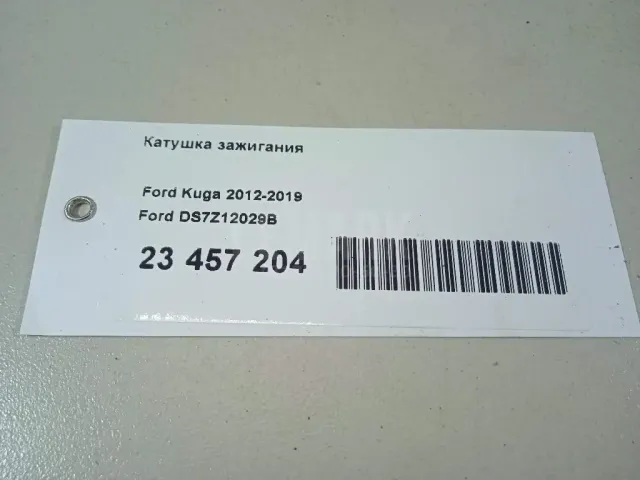 Катушка зажигания
Ford Kuga 2012-2019
Ford DS7Z12029B
23 457 204